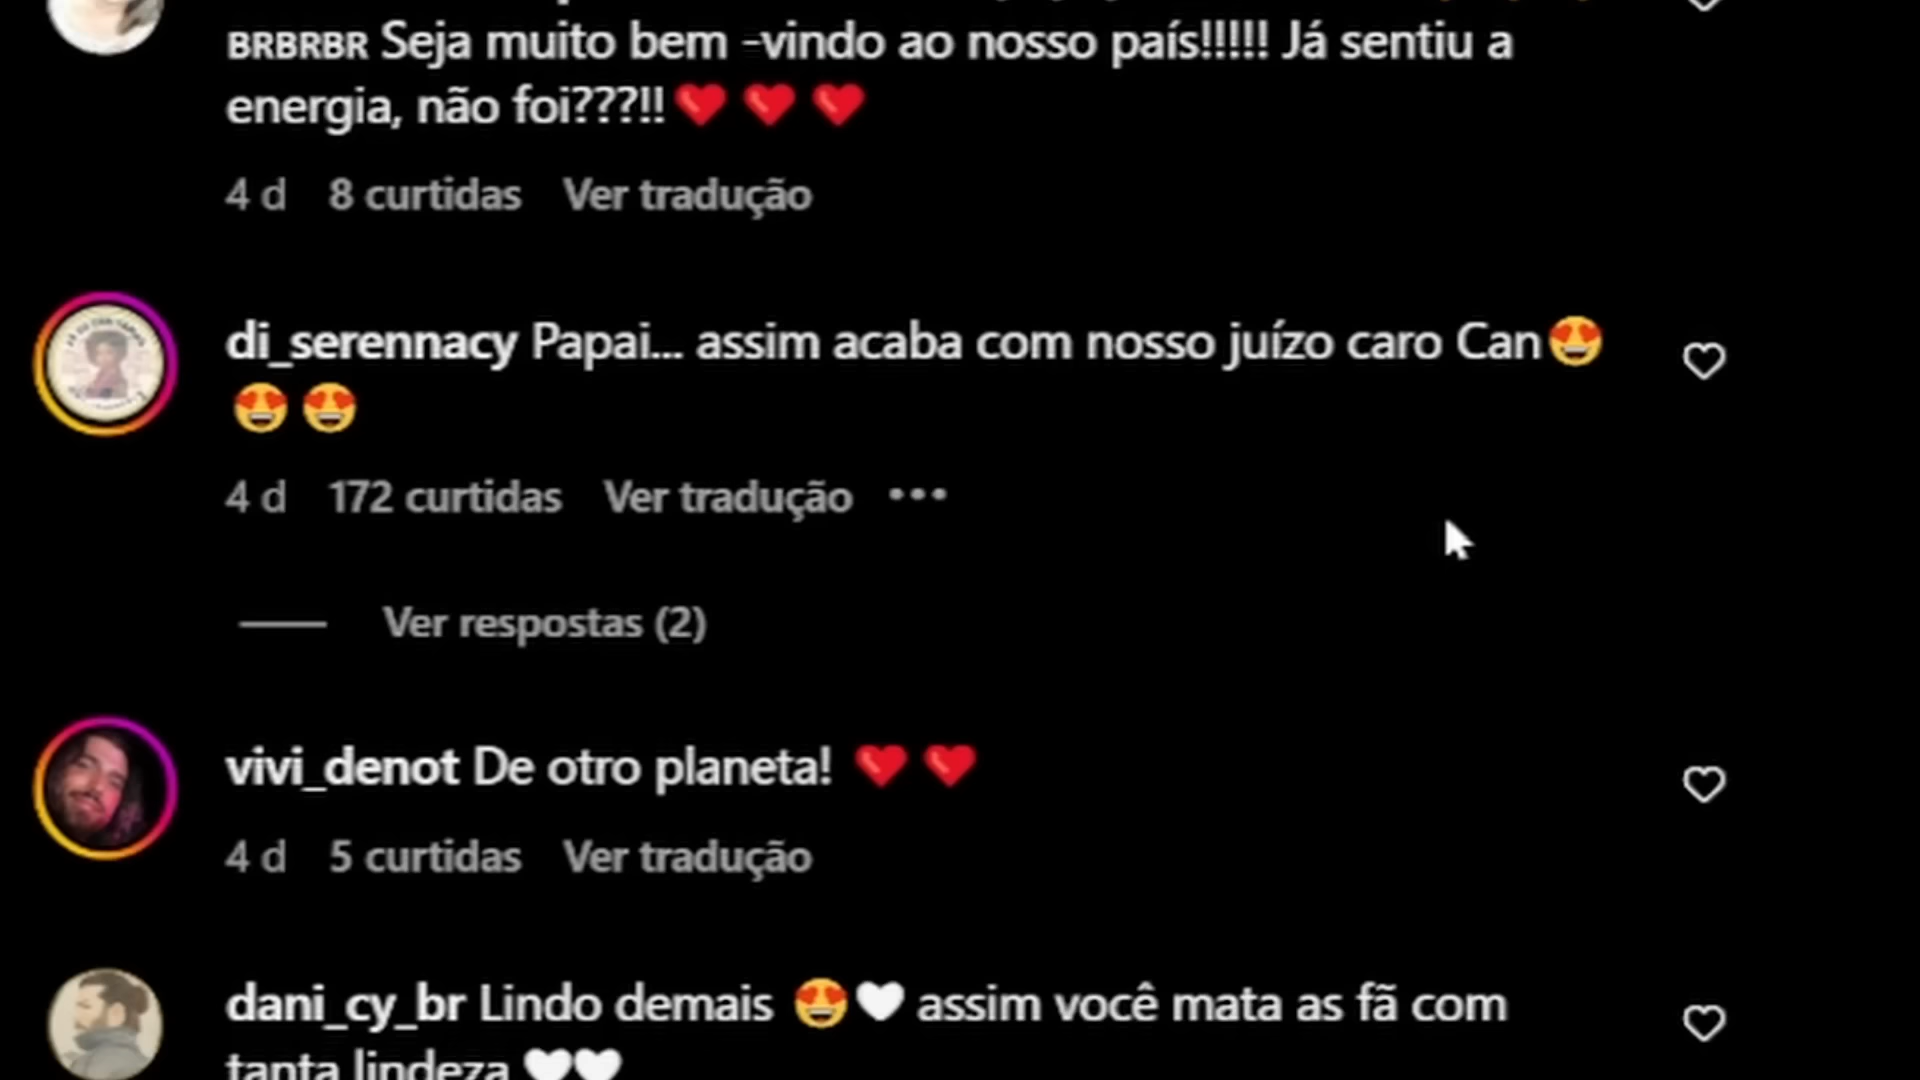 BRBRBR Seja muito bem -vindo ao nosso país!!!!! Já sentiu a
energia, não foi???!!❤️ ❤️ ❤️
4 d 8 curtidas Ver tradução
di_serennacy Papai... assim acaba com nosso juízo caro Can😍
😍 😍
4 d 172 curtidas Ver tradução •••
Ver respostas (2)
vivi_denot De otro planeta! ❤️ ❤️
4 d 5 curtidas Ver tradução
dani_cy_br Lindo demais 😍🤍 assim você mata as fã com
tanta lindeza 🤍🤍